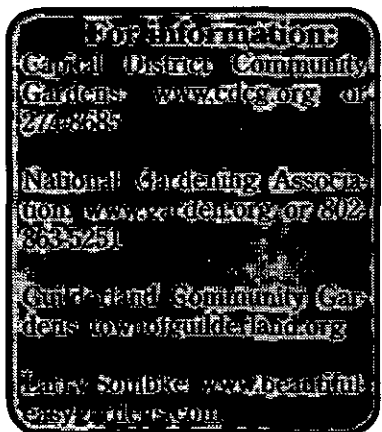 For information:
Capital District Community
Gardens: www.cdcg.org or
274-8685
National Gardening Associa-
tion: www.garden.org or 802-
863-5251
Guilderland Community Gar-
dens: townofguilderland.org
Larry Sombke: www.beautiful
easygardens.com